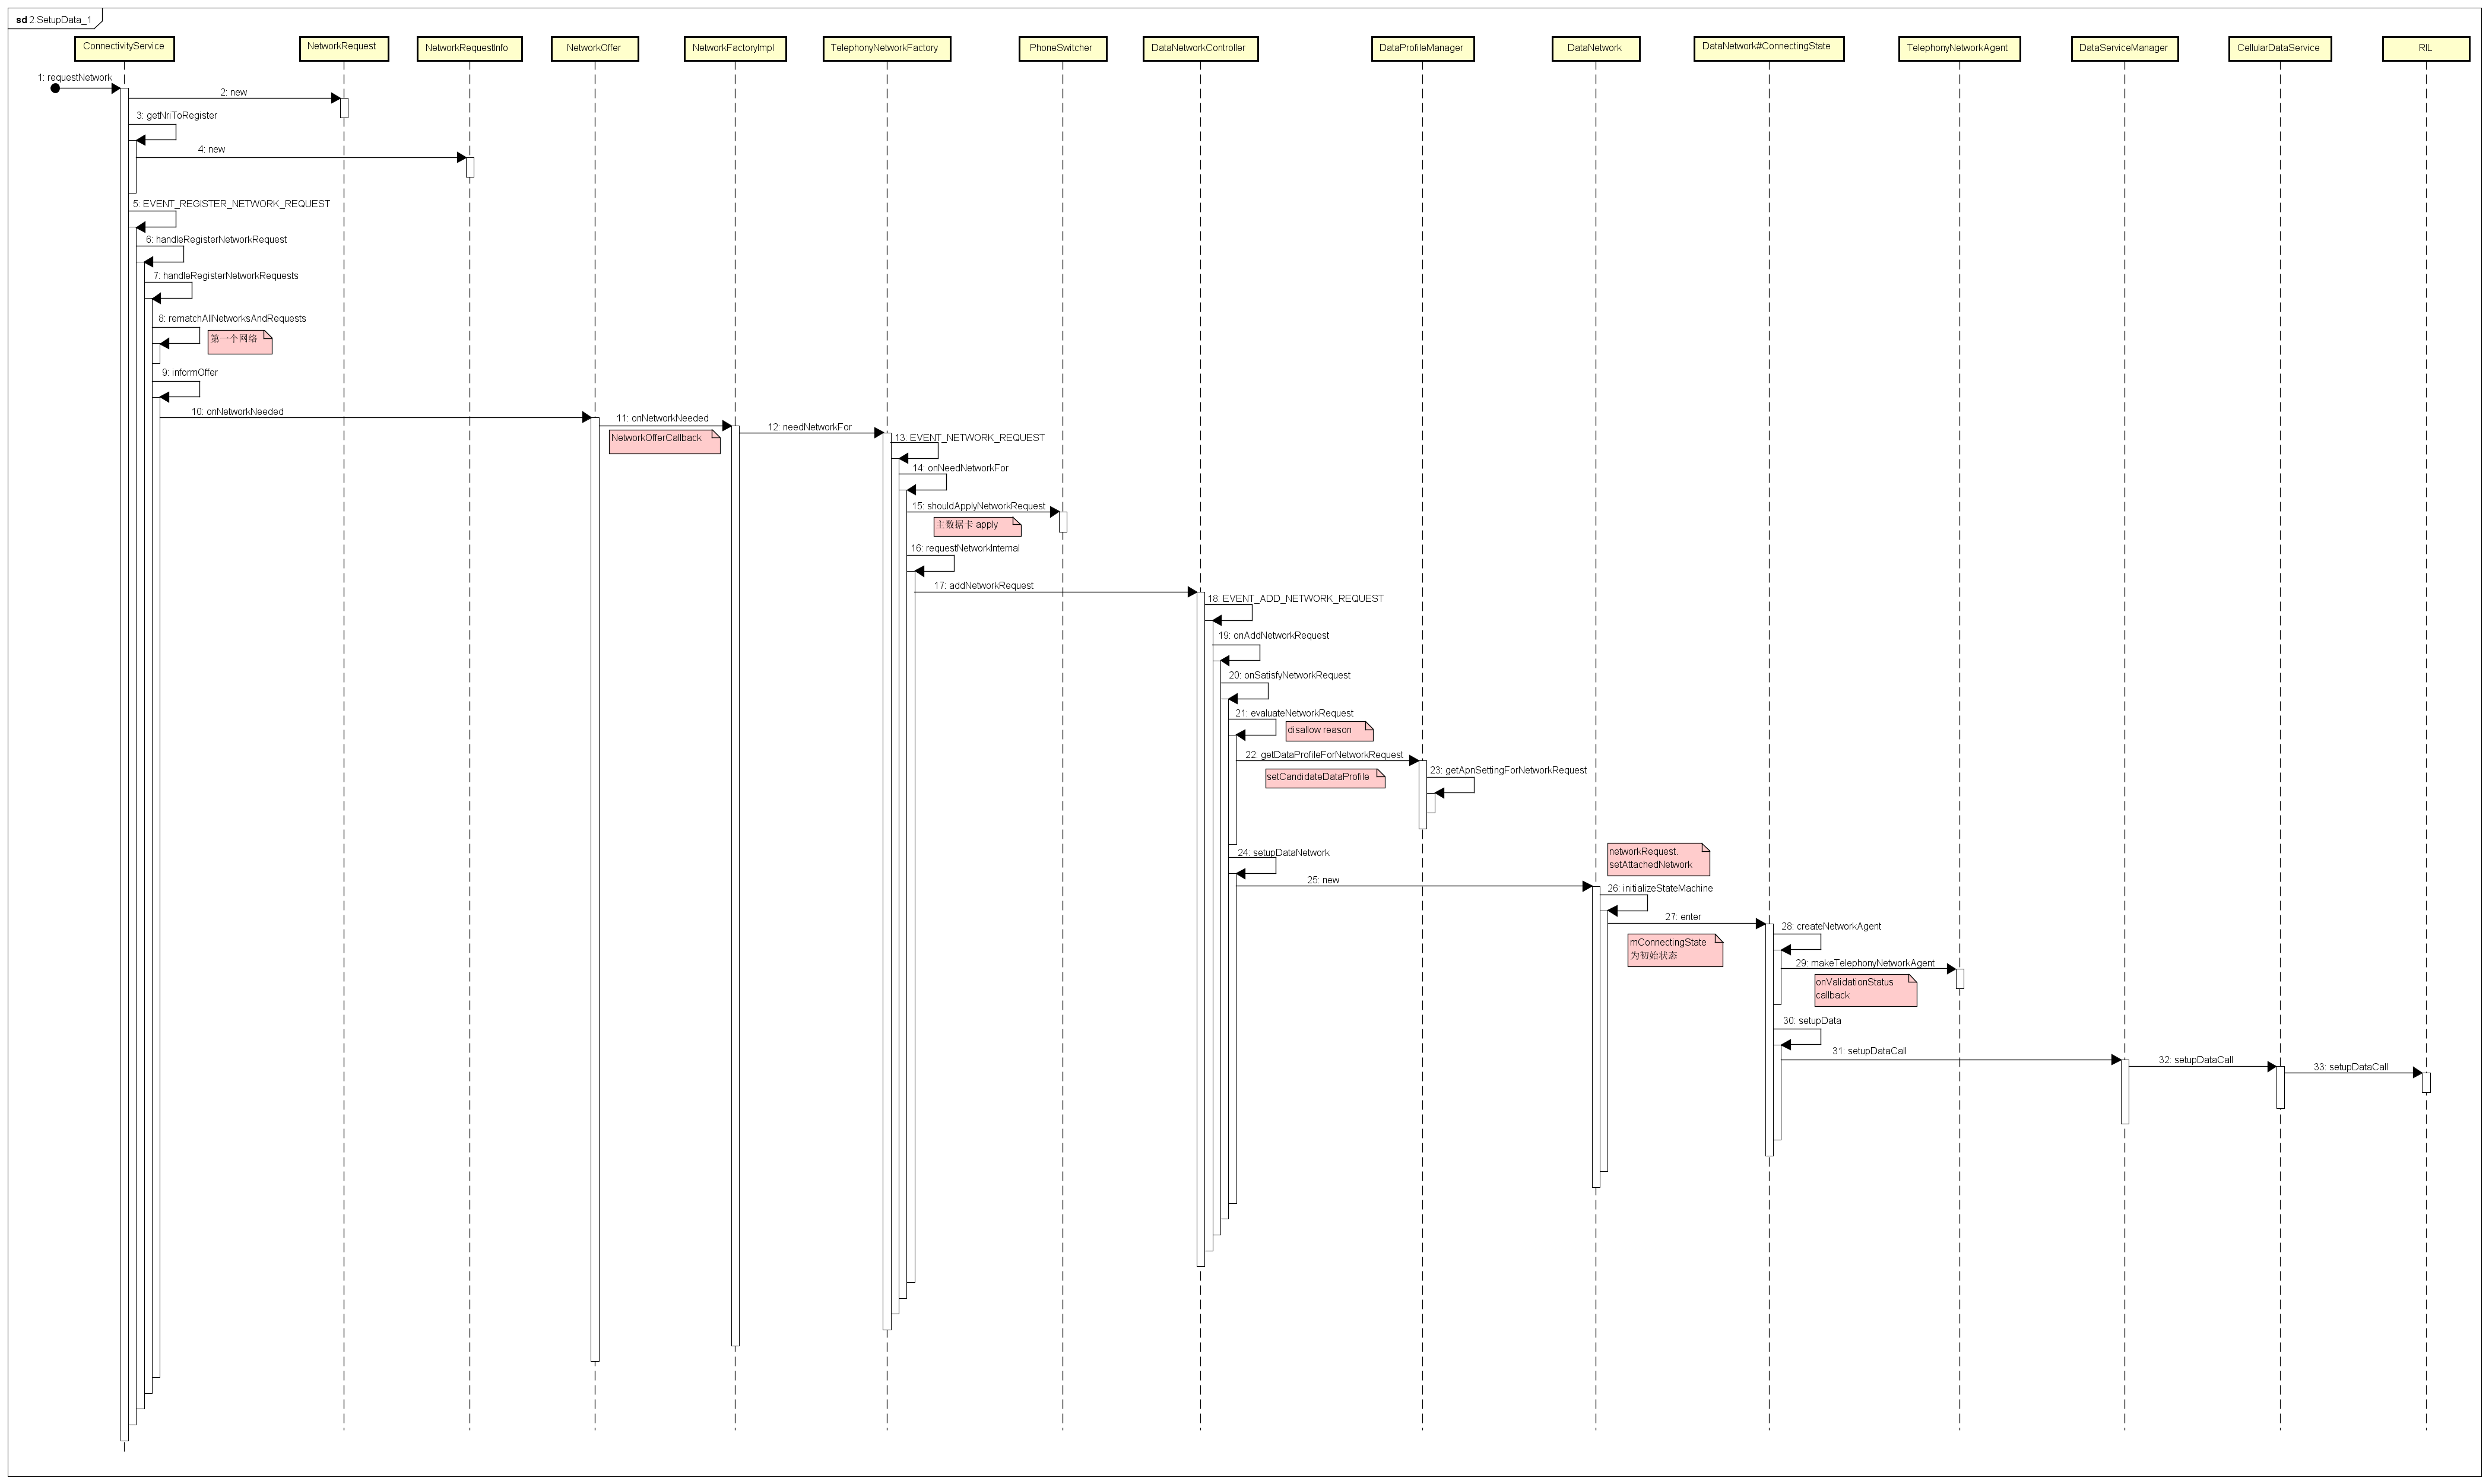 sd 2.SetupData_1
ConnectivityService
NetworkRequest
NetworkRequestInfo
NetworkOffer
NetworkFactoryImpl
TelephonyNetworkFactory
PhoneSwitcher
DataNetworkController
DataProfileManager
DataNetwork
DataNetwork#ConnectingState
TelephonyNetworkAgent
DataServiceManager
CellularDataService
RIL
1: requestNetwork
2: new
3: getNriToRegister
4: new
5: EVENT_REGISTER_NETWORK_REQUEST
6: handleRegisterNetworkRequest
7: handleRegisterNetworkRequests
8: rematchAllNetworksAndRequests
第一个网络
9: informOffer
10: onNetworkNeeded
11: onNetworkNeeded
NetworkOfferCallback
12: needNetworkFor
13: EVENT_NETWORK_REQUEST
14: onNeedNetworkFor
15: shouldApplyNetworkRequest
主数据卡 apply
16: requestNetworkInternal
17: addNetworkRequest
18: EVENT_ADD_NETWORK_REQUEST
19: onAddNetworkRequest
20: onSatisfyNetworkRequest
21: evaluateNetworkRequest
disallow reason
22: getDataProfileForNetworkRequest
setCandidateDataProfile
23: getApnSettingForNetworkRequest
24: setupDataNetwork
networkRequest.
setAttachedNetwork
25: new
26: initializeStateMachine
27: enter
mConnectingState
为初始状态
28: createNetworkAgent
29: makeTelephonyNetworkAgent
onValidationStatus
callback
30: setupData
31: setupDataCall
32: setupDataCall
33: setupDataCall